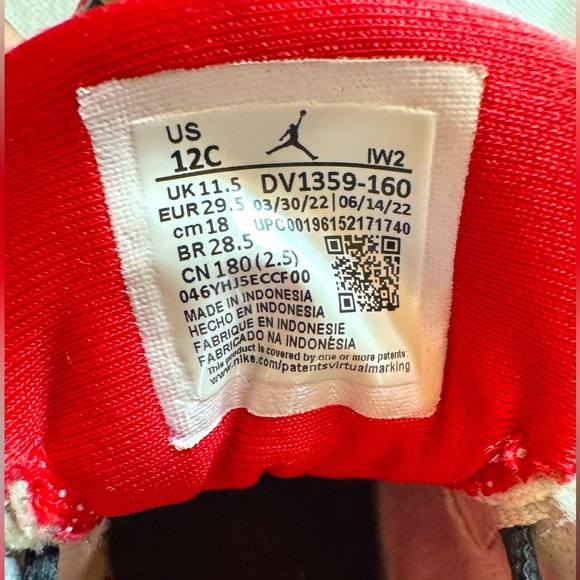 US
12C IW2
UK 11.5 DV1359-160
EUR 29.5 03/30/22 | 06/14/22
cm 18 UPC00196152171740
BR 28.5
CN 180 (2.5)
046YHJ5ECCF00
MADE IN INDONESIA
HECHO EN INDONESIA
FABRIQUE EN INDONESIE
FABRICADO NA INDONÉSIA
This product is covered by one or more patents:
www.nike.com/patentsvirtualmarking